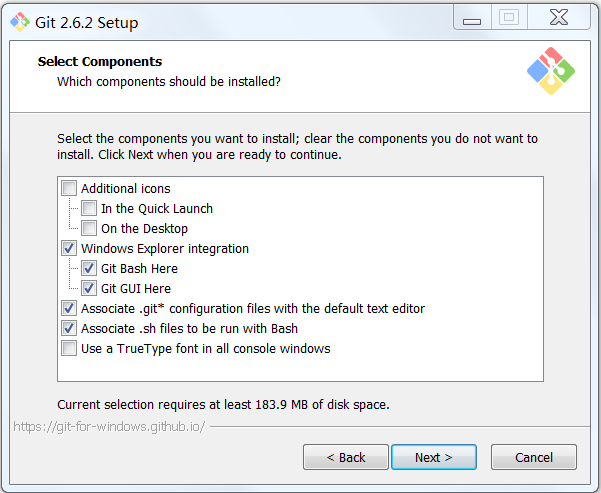 Git 2.6.2 Setup
Select Components
Which components should be installed?
Select the components you want to install; clear the components you do not want to
install. Click Next when you are ready to continue.
Additional icons
In the Quick Launch
On the Desktop
Windows Explorer integration
Git Bash Here
Git GUI Here
Associate .git* configuration files with the default text editor
Associate .sh files to be run with Bash
Use a TrueType font in all console windows
Current selection requires at least 183.9 MB of disk space.
https://git-for-windows.github.io/
< Back Next > Cancel